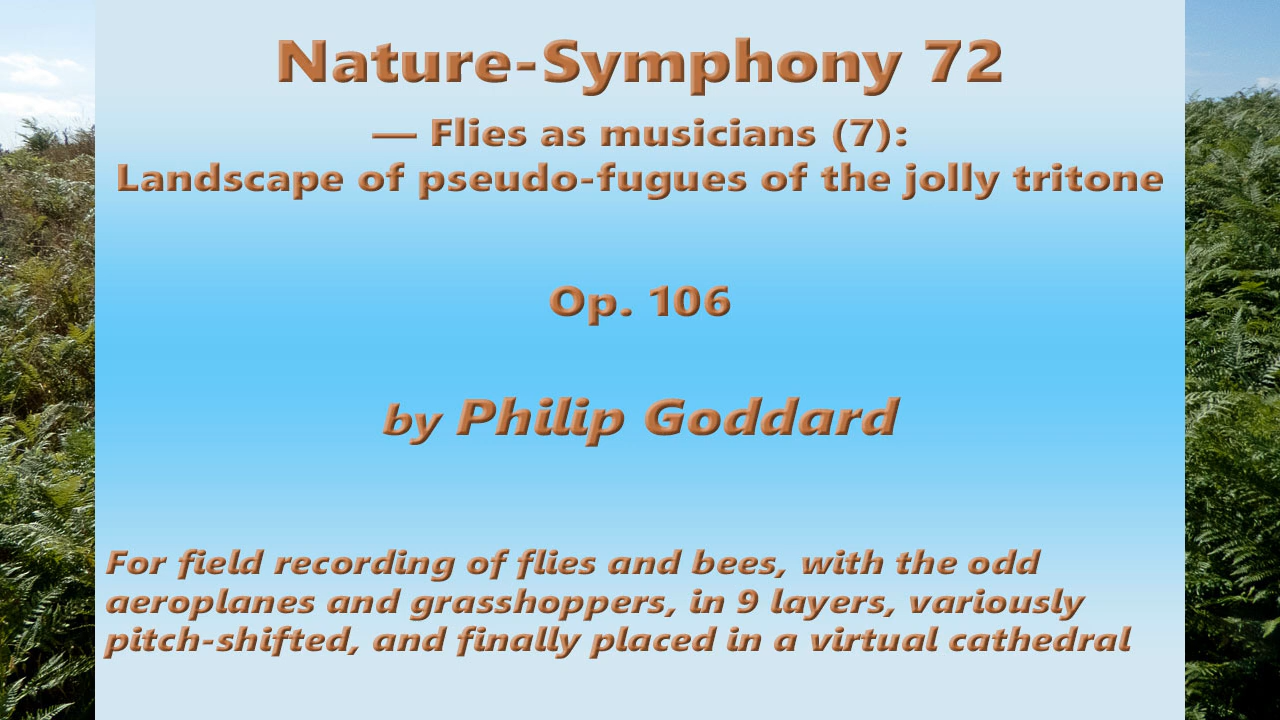 Nature-Symphony 72
— Flies as musicians (7):
Landscape of pseudo-fugues of the jolly tritone
Op. 106
by Philip Goddard
For field recording of flies and bees, with the odd
aeroplanes and grasshoppers, in 9 layers, variously
pitch-shifted, and finally placed in a virtual cathedral